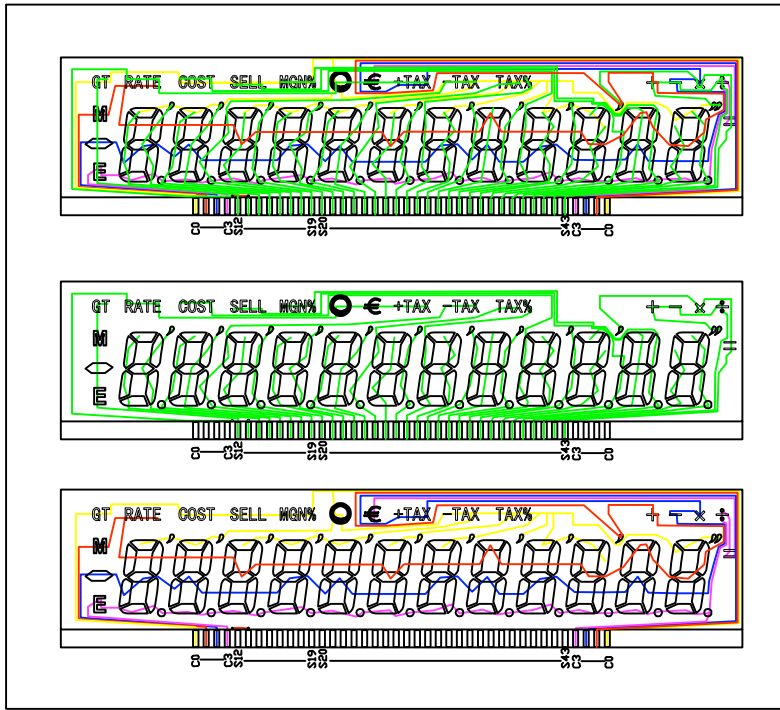 GT RATE COST SELL MGN% € +TAX -TAX TAX% + - × ÷
M
=
E
C0 C3 S12 S19 S20 S43 C3 C0
GT RATE COST SELL MGN% € +TAX -TAX TAX% + - × ÷
M
=
E
C0 C3 S12 S19 S20 S43 C3 C0
GT RATE COST SELL MGN% € +TAX -TAX TAX% + - × ÷
M
=
E
C0 C3 S12 S19 S20 S43 C3 C0